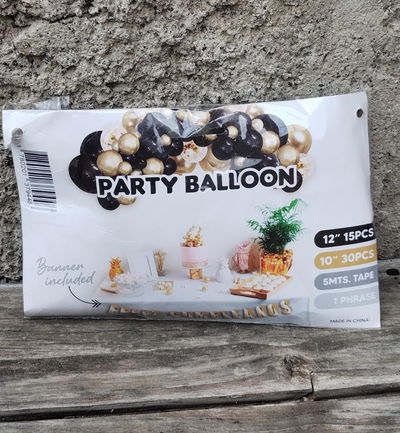 PARTY BALLOON
12" 15PCS
10" 30PCS
5MTS. TAPE
1 PHRASE
Banner
included
MADE IN CHINA